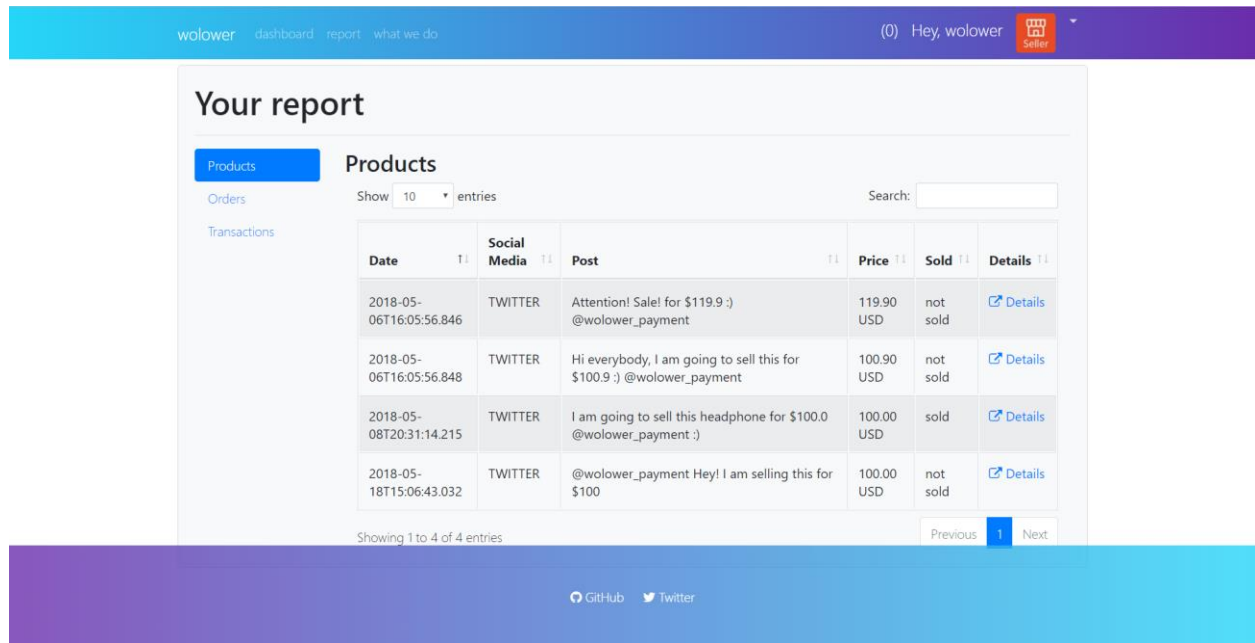 wolower dashboard report what we do (0) Hey, wolower Seller
Your report
Products
Orders
Transactions
Products
Show 10 entries Search:
Date Social Media Post Price Sold Details
2018-05-06T16:05:56.846 TWITTER Attention! Sale! for $119.9 :) @wolower_payment 119.90 USD not sold Details
2018-05-06T16:05:56.848 TWITTER Hi everybody, I am going to sell this for $100.9 :) @wolower_payment 100.90 USD not sold Details
2018-05-08T20:31:14.215 TWITTER I am going to sell this headphone for $100.0 @wolower_payment :) 100.00 USD sold Details
2018-05-18T15:06:43.032 TWITTER @wolower_payment Hey! I am selling this for $100 100.00 USD not sold Details
Showing 1 to 4 of 4 entries Previous 1 Next
GitHub Twitter